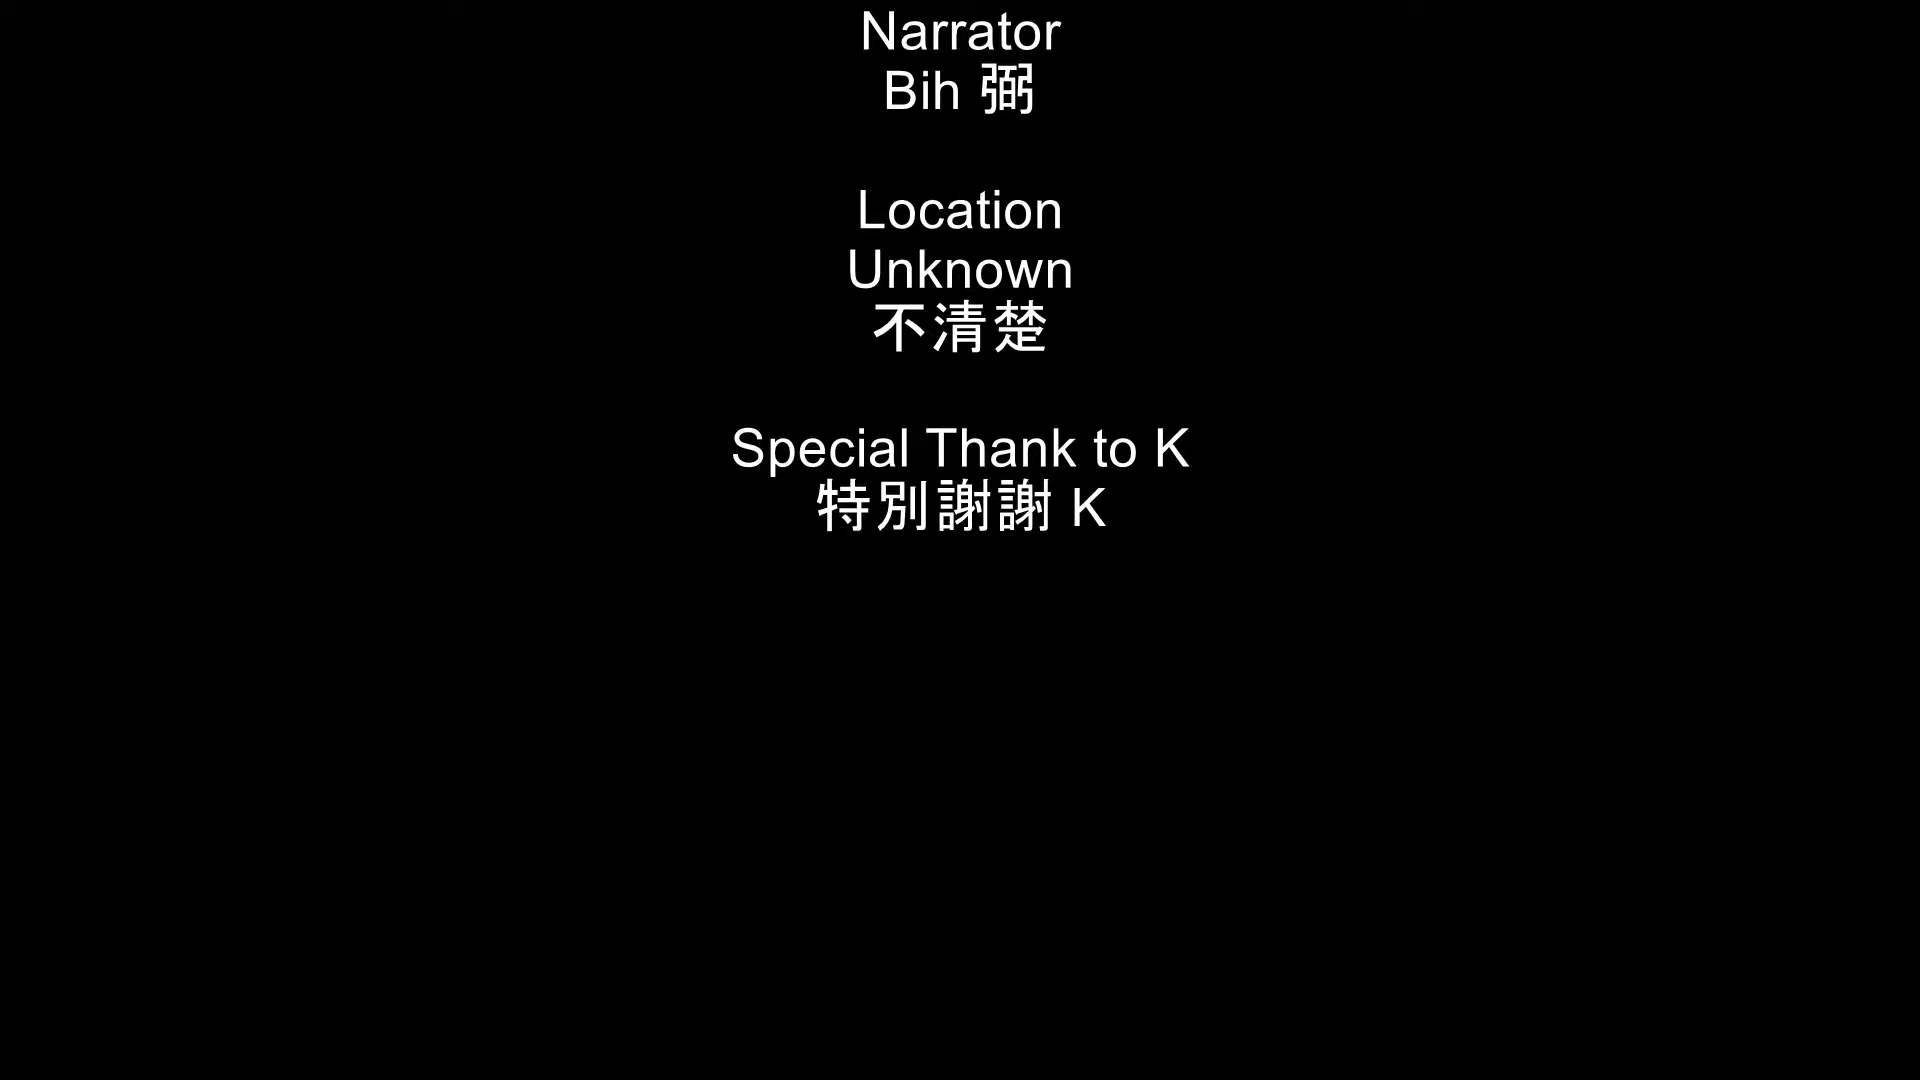 Narrator
Bih 弼
Location
Unknown
不清楚
Special Thank to K
特別謝謝 K